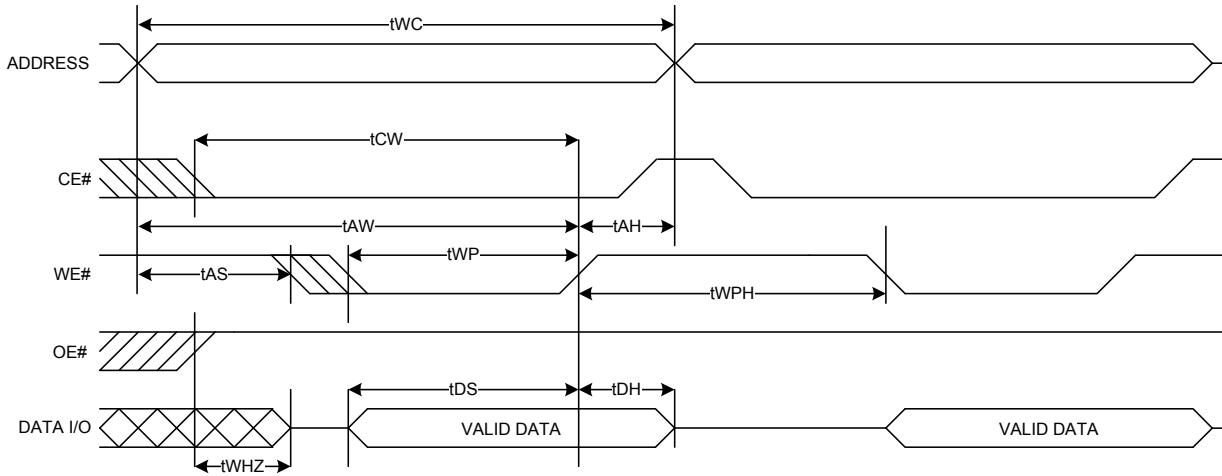 tWC
ADDRESS
tCW
CE#
tAW
tAH
tWP
WE#
tAS
tWPH
OE#
tDS
tDH
DATA I/O
VALID DATA
VALID DATA
tWHZ